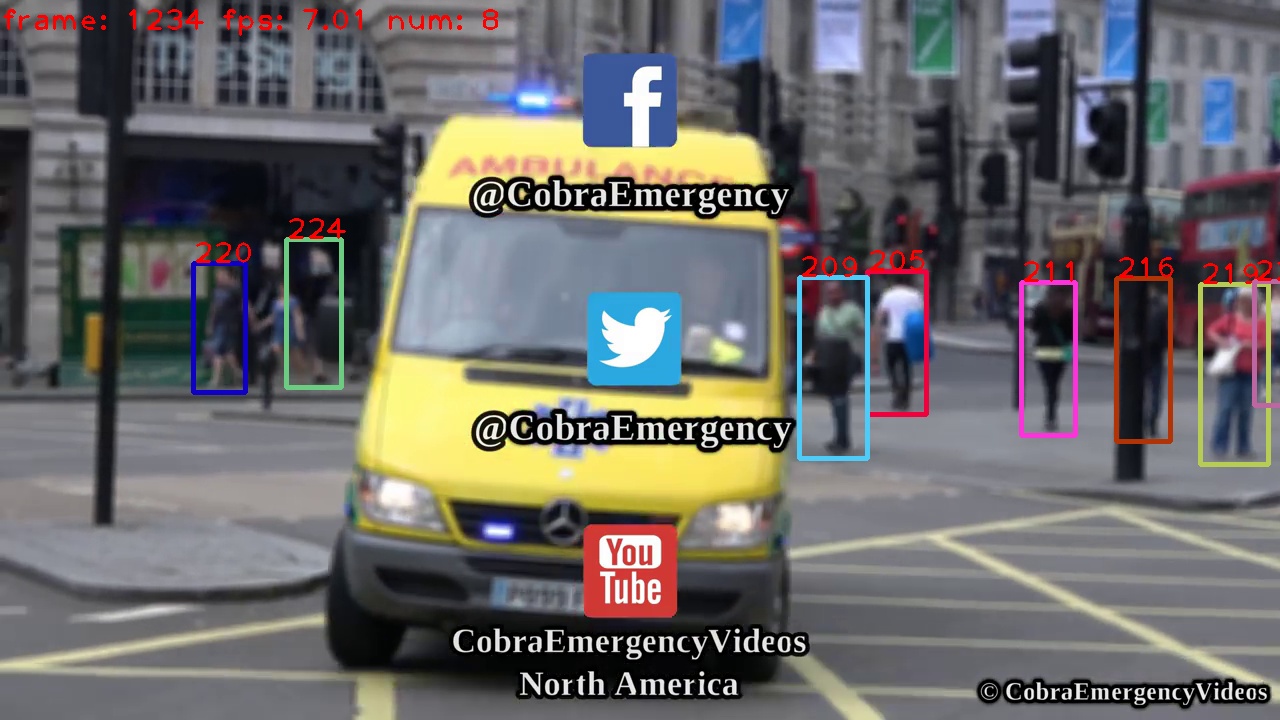 frame: 1234 fps: 7.01 num: 8
AMBULANCE
@CobraEmergency
224
220
209
205
211
216
219
@CobraEmergency
You
Tube
CobraEmergencyVideos
North America
© CobraEmergencyVideos